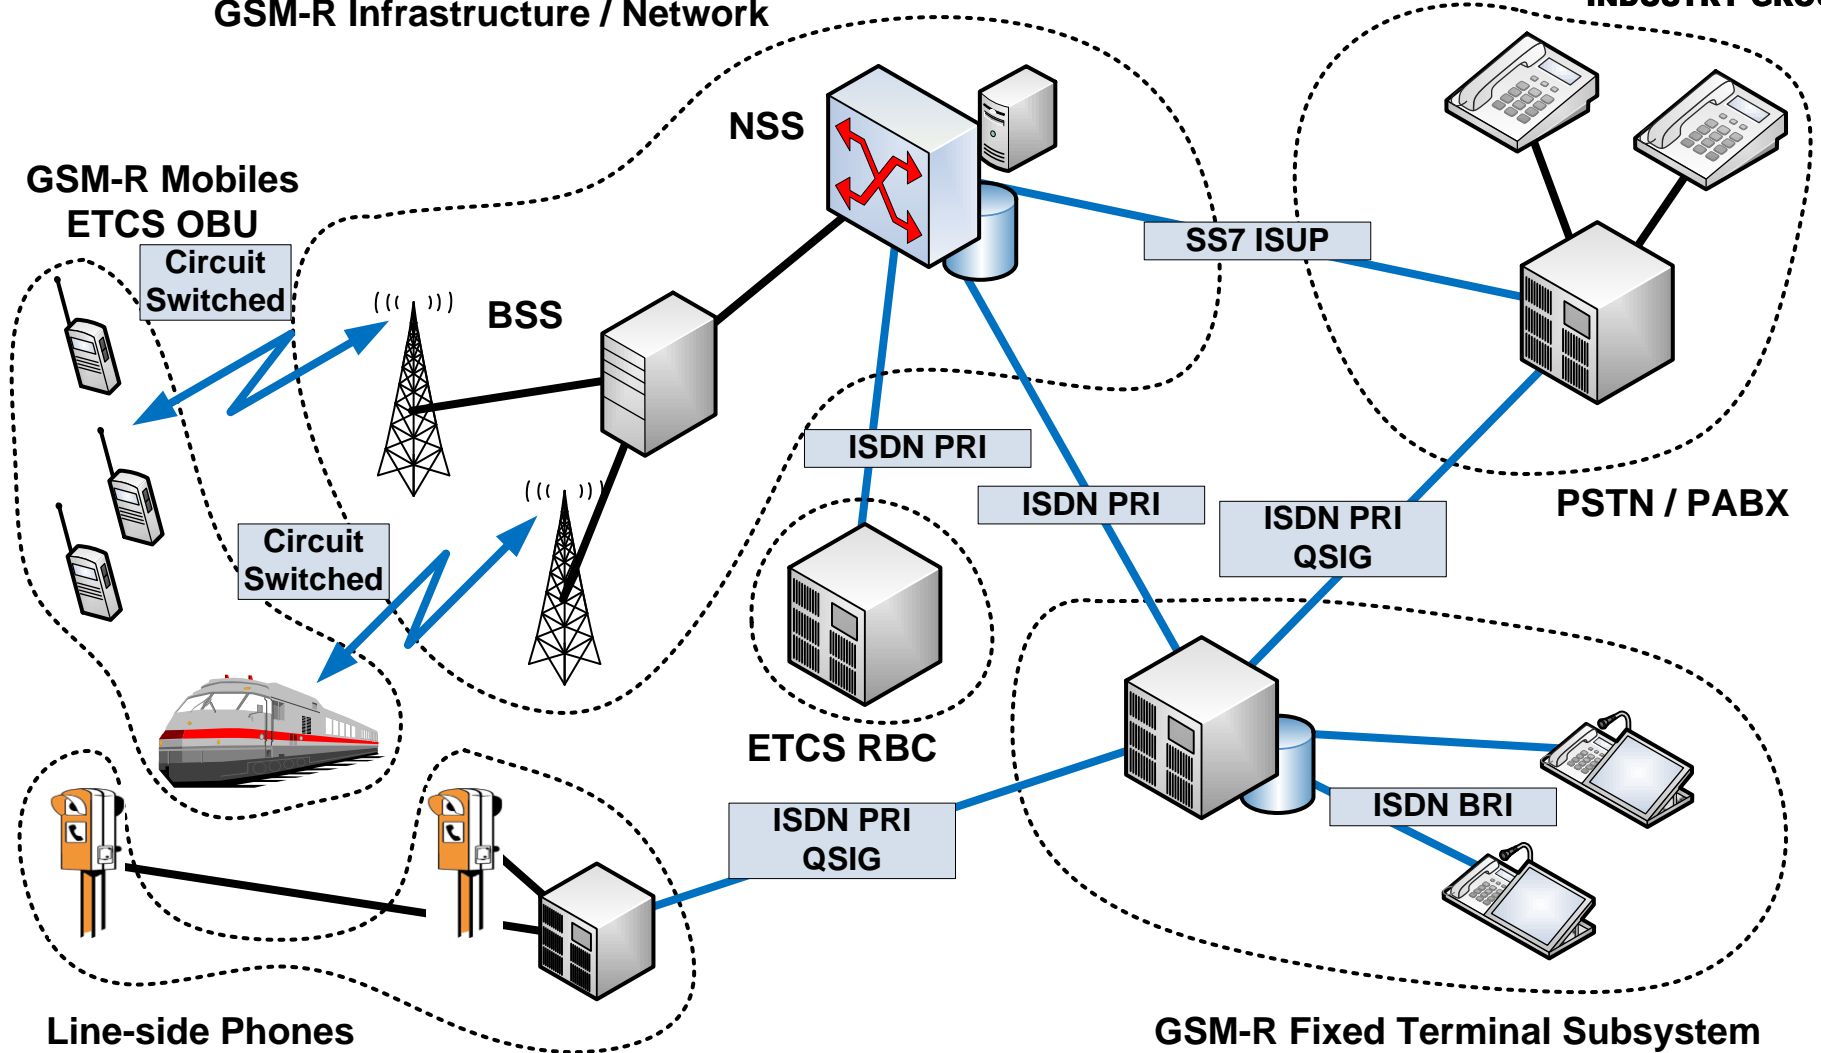 GSM-R Infrastructure / Network
NSS
GSM-R Mobiles
ETCS OBU
Circuit
Switched
SS7 ISUP
BSS
ISDN PRI
ISDN PRI
ISDN PRI
QSIG
PSTN / PABX
Circuit
Switched
ETCS RBC
ISDN PRI
QSIG
ISDN BRI
Line-side Phones
GSM-R Fixed Terminal Subsystem